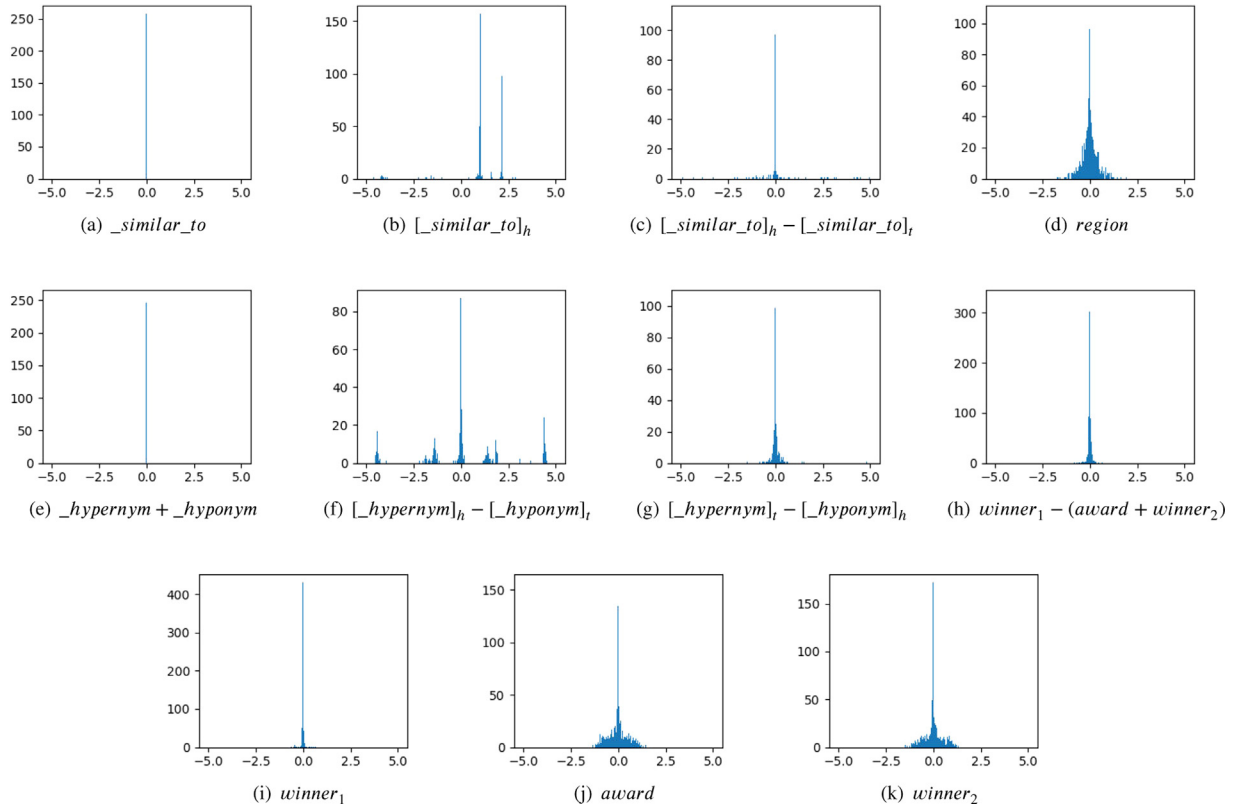 250
200
150
100
50
0
−5.0 −2.5 0.0 2.5 5.0
(a) _similar_to
150
100
50
0
−5.0 −2.5 0.0 2.5 5.0
(b) [_similar_to]h
100
80
60
40
20
0
−5.0 −2.5 0.0 2.5 5.0
(c) [_similar_to]h − [_similar_to]t
100
80
60
40
20
0
−5.0 −2.5 0.0 2.5 5.0
(d) region
250
200
150
100
50
0
−5.0 −2.5 0.0 2.5 5.0
(e) _hypernym + _hyponym
80
60
40
20
0
−5.0 −2.5 0.0 2.5 5.0
(f) [_hypernym]h − [_hyponym]t
100
80
60
40
20
0
−5.0 −2.5 0.0 2.5 5.0
(g) [_hypernym]t − [_hyponym]h
300
200
100
0
−5.0 −2.5 0.0 2.5 5.0
(h) winner1 − (award + winner2)
400
300
200
100
0
−5.0 −2.5 0.0 2.5 5.0
(i) winner1
150
100
50
0
−5.0 −2.5 0.0 2.5 5.0
(j) award
150
100
50
0
−5.0 −2.5 0.0 2.5 5.0
(k) winner2